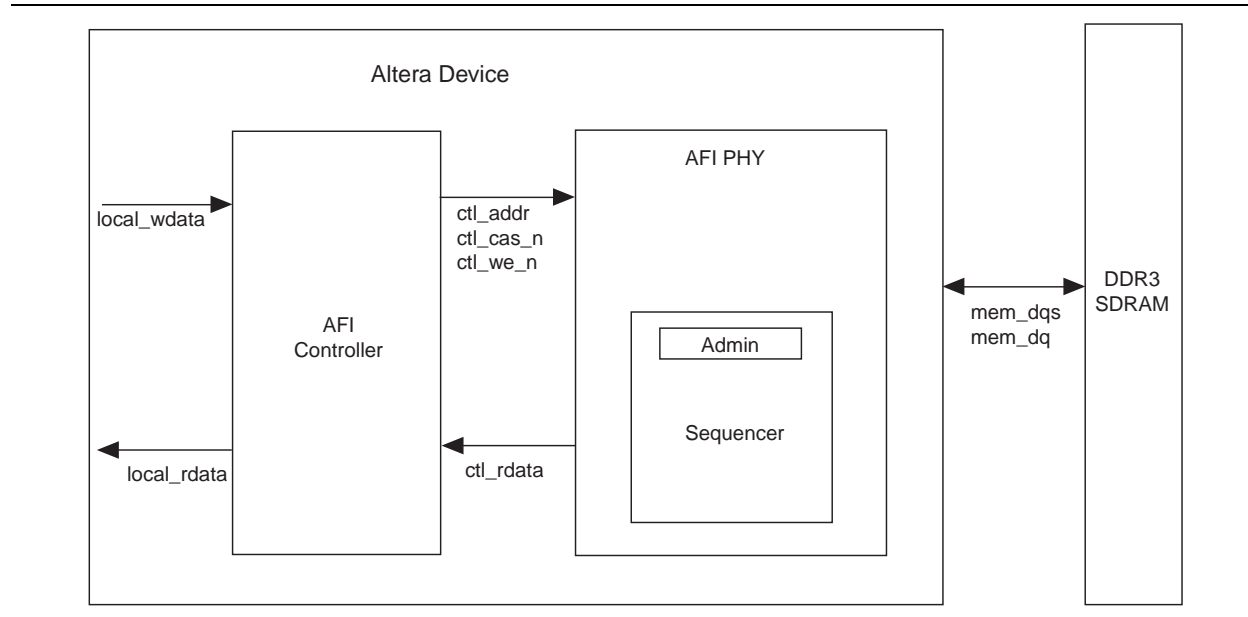 Altera Device
AFI PHY
local_wdata
ctl_addr
ctl_cas_n
ctl_we_n
AFI
Controller
Admin
Sequencer
mem_dqs
mem_dq
DDR3
SDRAM
local_rdata
ctl_rdata